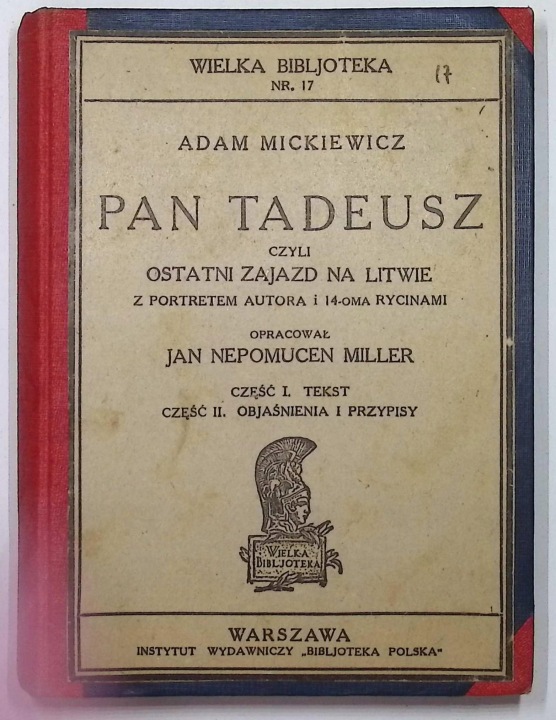 WIELKA BIBLJOTEKA
NR. 17
17
ADAM MICKIEWICZ
PAN TADEUSZ
CZYLI
OSTATNI ZAJAZD NA LITWIE
Z PORTRETEM AUTORA i 14-OMA RYCINAMI
OPRACOWAŁ
JAN NEPOMUCEN MILLER
CZĘŚĆ I. TEKST
CZĘŚĆ II. OBJAŚNIENIA I PRZYPISY
WIELKA
BIBLJOTEKA
WARSZAWA
INSTYTUT WYDAWNICZY „BIBLJOTEKA POLSKA"